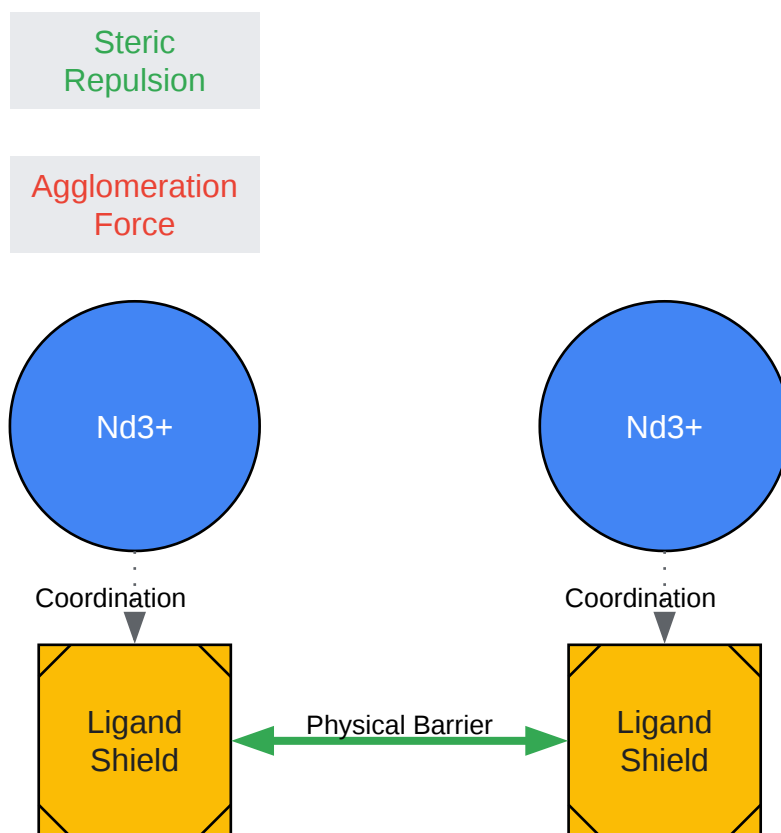 Steric
Repulsion
Agglomeration
Force
Nd3+
Nd3+
Coordination
Coordination
Ligand
Shield
Physical Barrier
Ligand
Shield